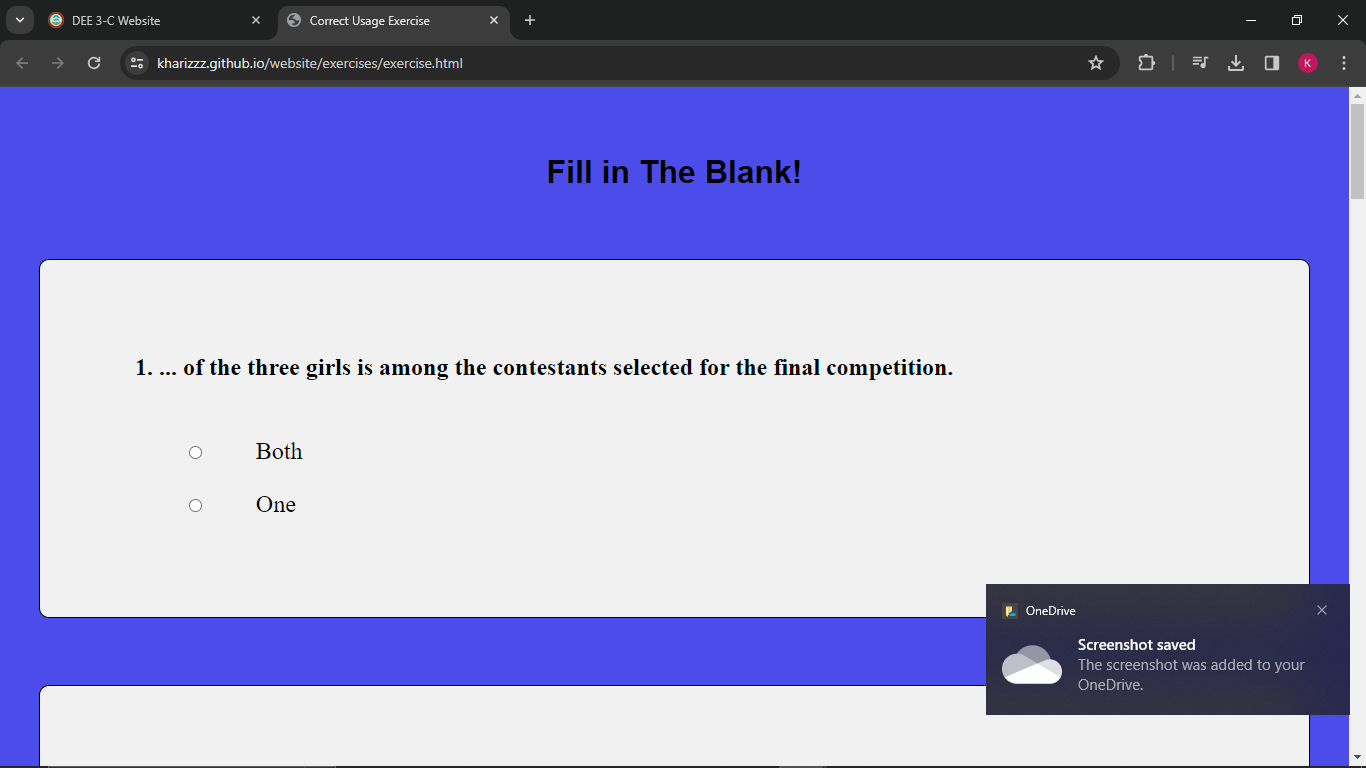 DEE 3-C Website
Correct Usage Exercise
kharizzz.github.io/website/exercises/exercise.html
K
Fill in The Blank!
1. ... of the three girls is among the contestants selected for the final competition.
Both
One
OneDrive
Screenshot saved
The screenshot was added to your
OneDrive.